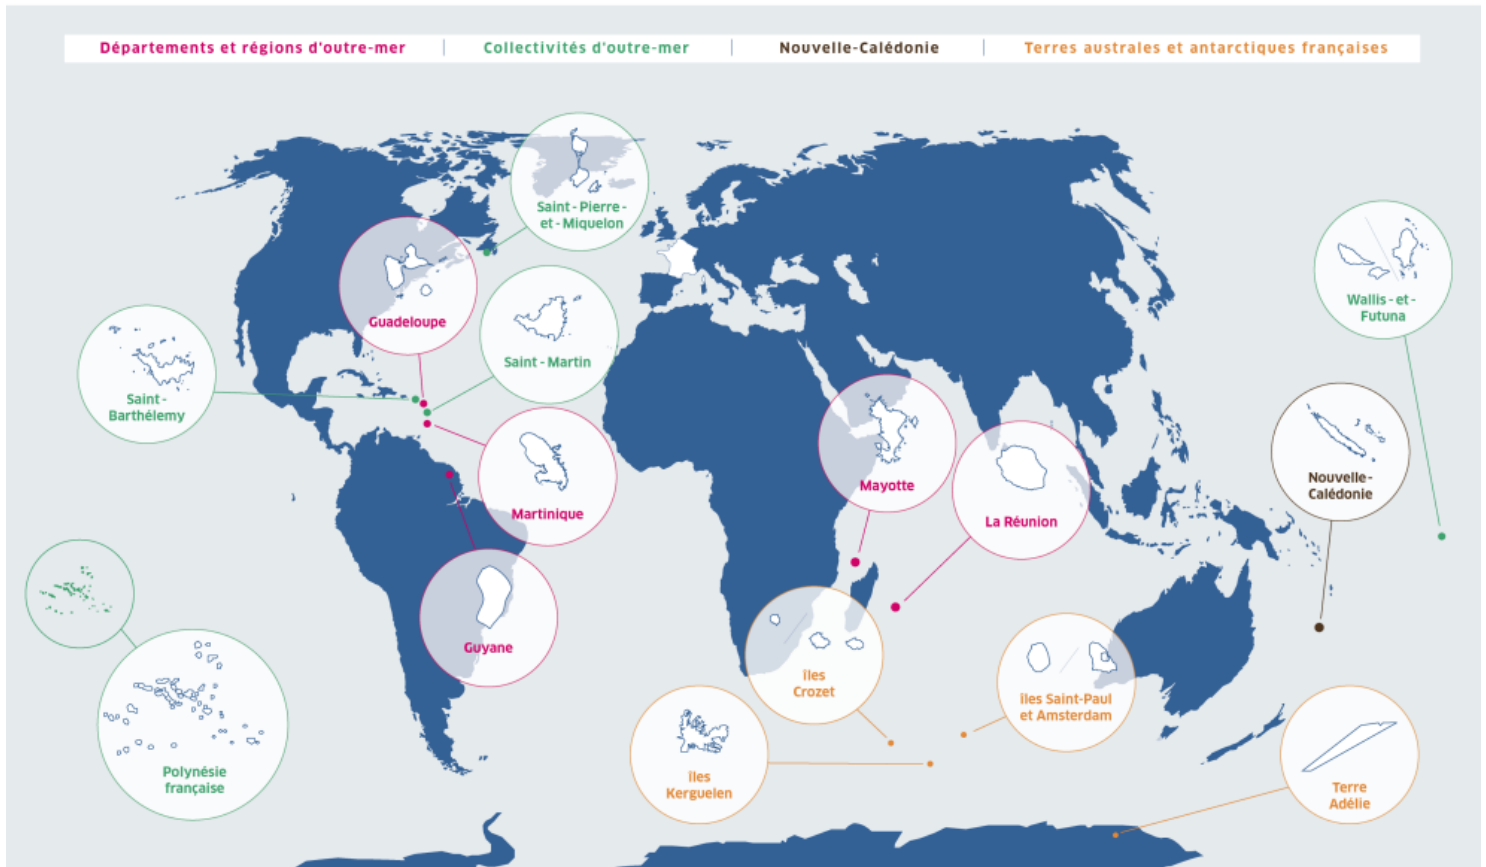 Départements et régions d'outre-mer | Collectivités d'outre-mer | Nouvelle-Calédonie | Terres australes et antarctiques françaises
Saint - Pierre -
et - Miquelon
Guadeloupe
Saint - Martin
Saint -
Barthélemy
Martinique
Guyane
Polynésie
française
Mayotte
La Réunion
îles
Crozet
îles
Kerguelen
îles Saint-Paul
et Amsterdam
Wallis - et -
Futuna
Nouvelle-
Calédonie
Terre
Adélie